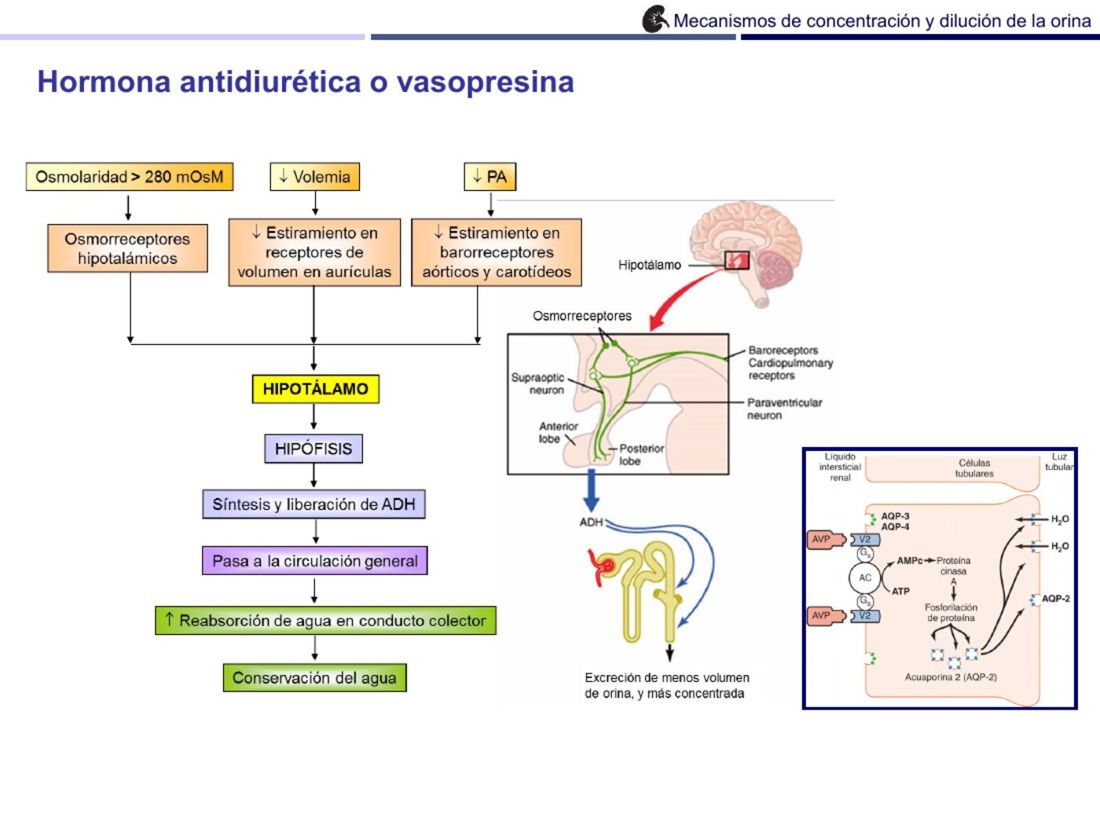 Mecanismos de concentración y dilución de la orina
Hormona antidiurética o vasopresina
Osmolaridad > 280 mOsM
↓ Volemia
↓ PA
Osmorreceptores
hipotalámicos
↓ Estiramiento en
receptores de
volumen en aurículas
↓ Estiramiento en
barorreceptores
aórticos y carotídeos
HIPOTÁLAMO
HIPÓFISIS
Síntesis y liberación de ADH
Pasa a la circulación general
↑ Reabsorción de agua en conducto colector
Conservación del agua
Hipotálamo
Osmorreceptores
Baroreceptors
Cardiopulmonary
receptors
Supraoptic
neuron
Paraventricular
neuron
Anterior
lobe
Posterior
lobe
ADH
Excreción de menos volumen
de orina, y más concentrada
Líquido
intersticial
renal
Células
tubulares
Luz
tubular
AQP-3
AQP-4
AVP
V2
Gs
AC
Gs
AVP
V2
AMPc
ATP
Proteína
cinasa
A
Fosforilación
de proteína
Acuaporina 2 (AQP-2)
H2O
H2O
AQP-2